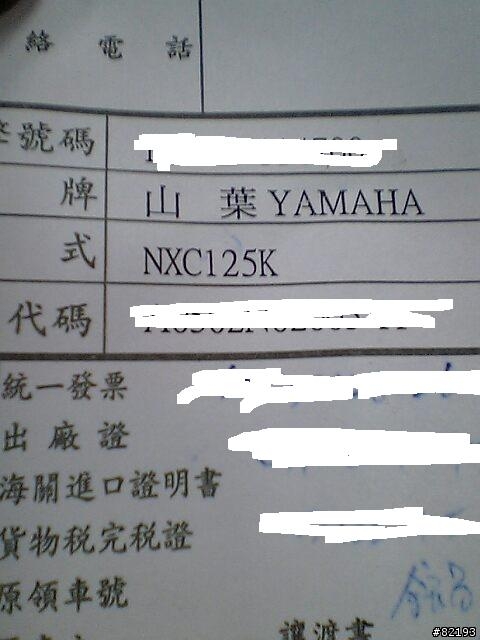 絡 電 話
號碼
牌 山 葉 YAMAHA
式 NXC125K
代碼
統一發票
出 廠 證
海關進口證明書
貨物稅完稅證
原領車號
讓渡書
#82193